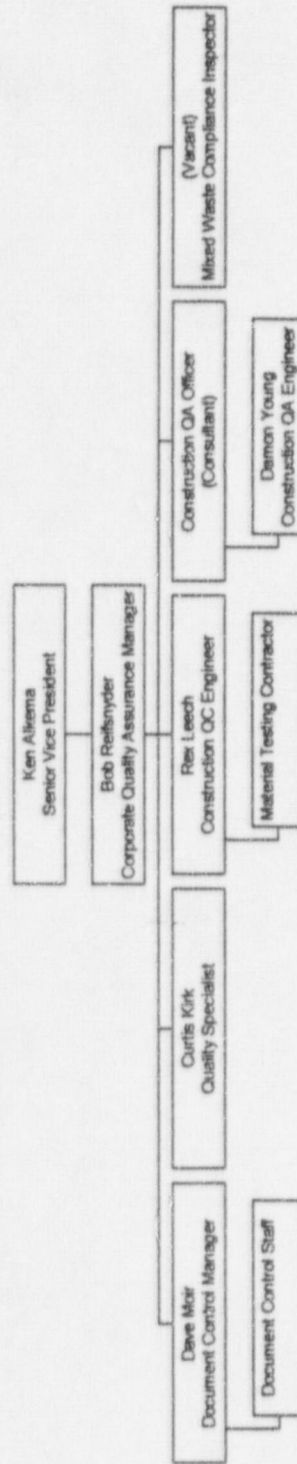 Ken Alkema
Senior Vice President
Bob Reifsnyder
Corporate Quality Assurance Manager
Dave Moir
Document Control Manager
Curtis Kirk
Quality Specialist
Rex Leech
Construction QC Engineer
Construction QA Officer
(Consultant)
(Vacant)
Mixed Waste Compliance Inspector
Document Control Staff
Material Testing Contractor
Damon Young
Construction QA Engineer